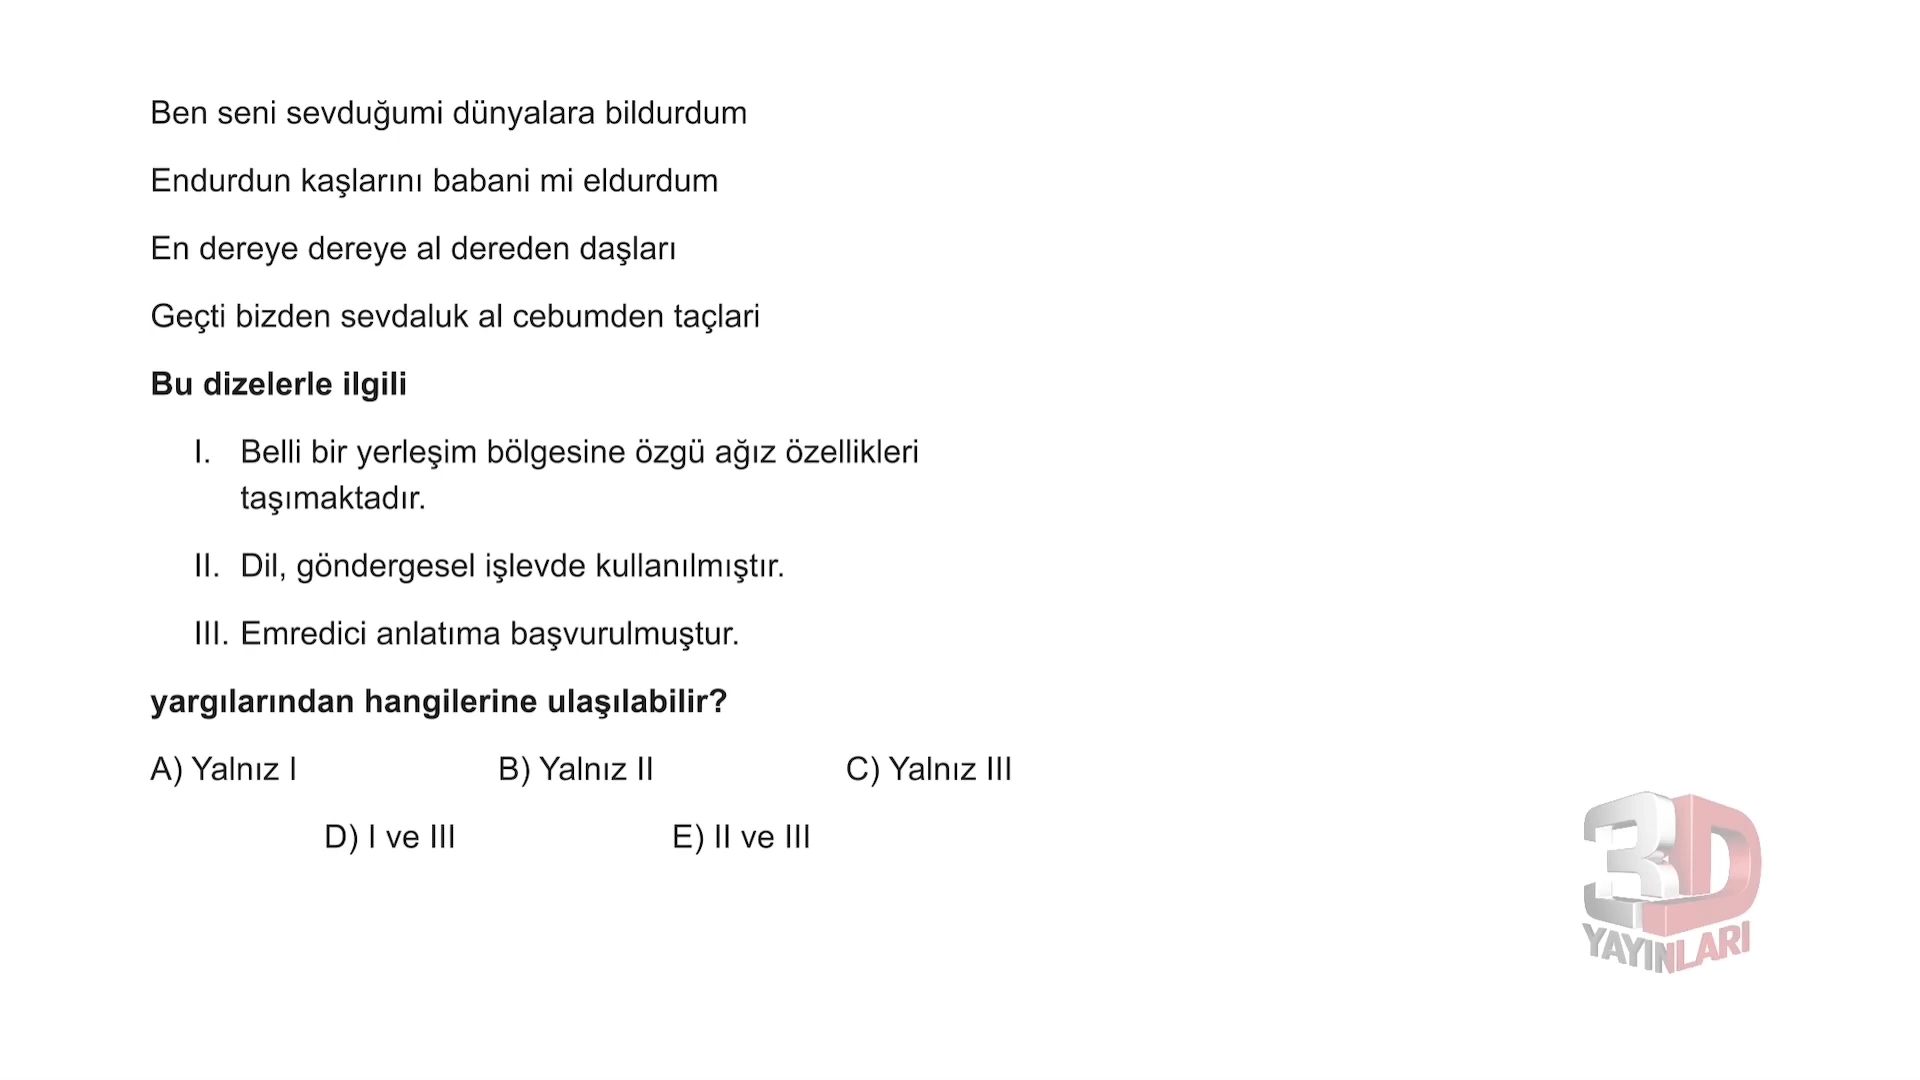 Ben seni sevduğumi dünyalara bildurdum
Endurdun kaşlarını babani mi eldurdum
En dereye dereye al dereden daşları
Geçti bizden sevdaluk al cebumden taçlari
Bu dizelerle ilgili
I. Belli bir yerleşim bölgesine özgü ağız özellikleri
taşımaktadır.
II. Dil, göndergesel işlevde kullanılmıştır.
III. Emredici anlatıma başvurulmuştur.
yargılarından hangilerine ulaşılabilir?
A) Yalnız I B) Yalnız II C) Yalnız III
D) I ve III E) II ve III
3D
YAYINLARI